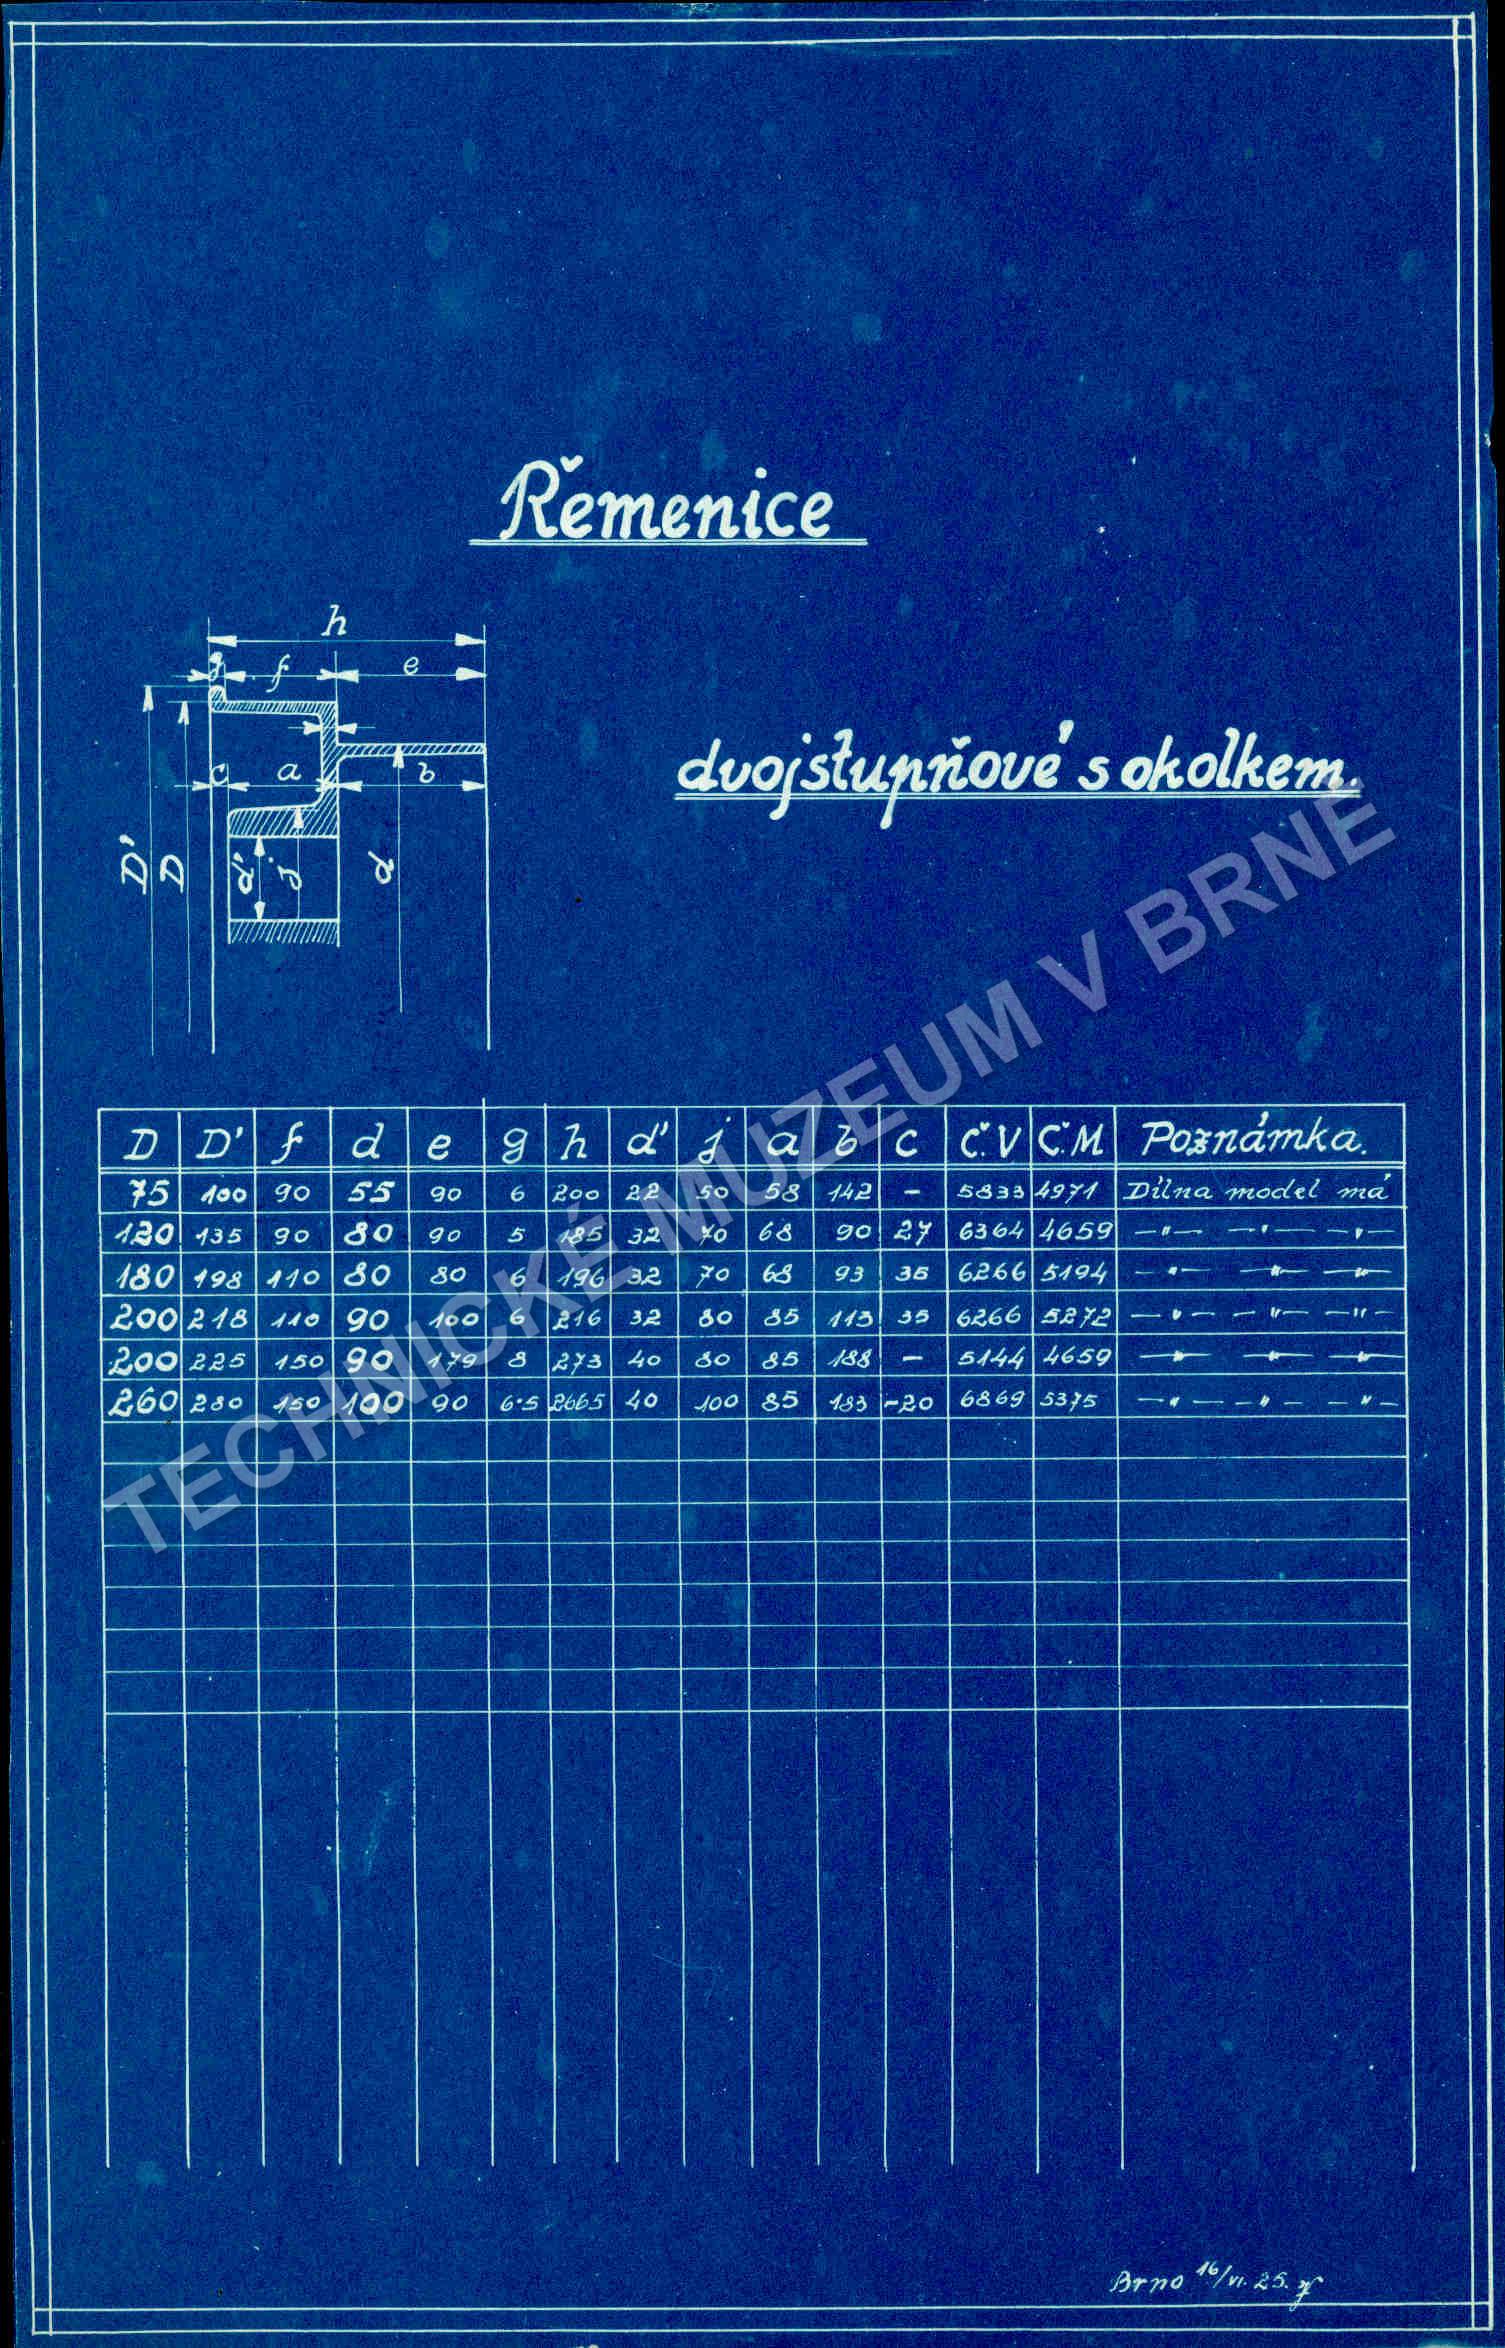 Řemenice
dvojstupňové s okolkem.
h
g f e
c a b
D' D d' j d
D D' f d e g h d' j a b c Č.V Č.M Poznámka.
75 100 90 55 90 6 200 22 50 58 142 – 5833 4971 Dílna model má
120 135 90 80 90 5 185 32 70 68 90 27 6364 4659 —〃— —〃— —〃—
180 198 110 80 80 6 196 32 70 68 93 35 6266 5194 —〃— —〃— —〃—
200 218 110 90 100 6 216 32 80 85 113 35 6266 5272 —〃— —〃— —〃—
200 225 150 90 179 8 273 40 80 85 188 – 5144 4659 —〃— —〃— —〃—
260 280 150 100 90 6·5 2665 40 100 85 183 -20 6869 5375 —〃— —〃— —〃—
TECHNICKÉ MUZEUM V BRNĚ
Brno 16/VI. 25.